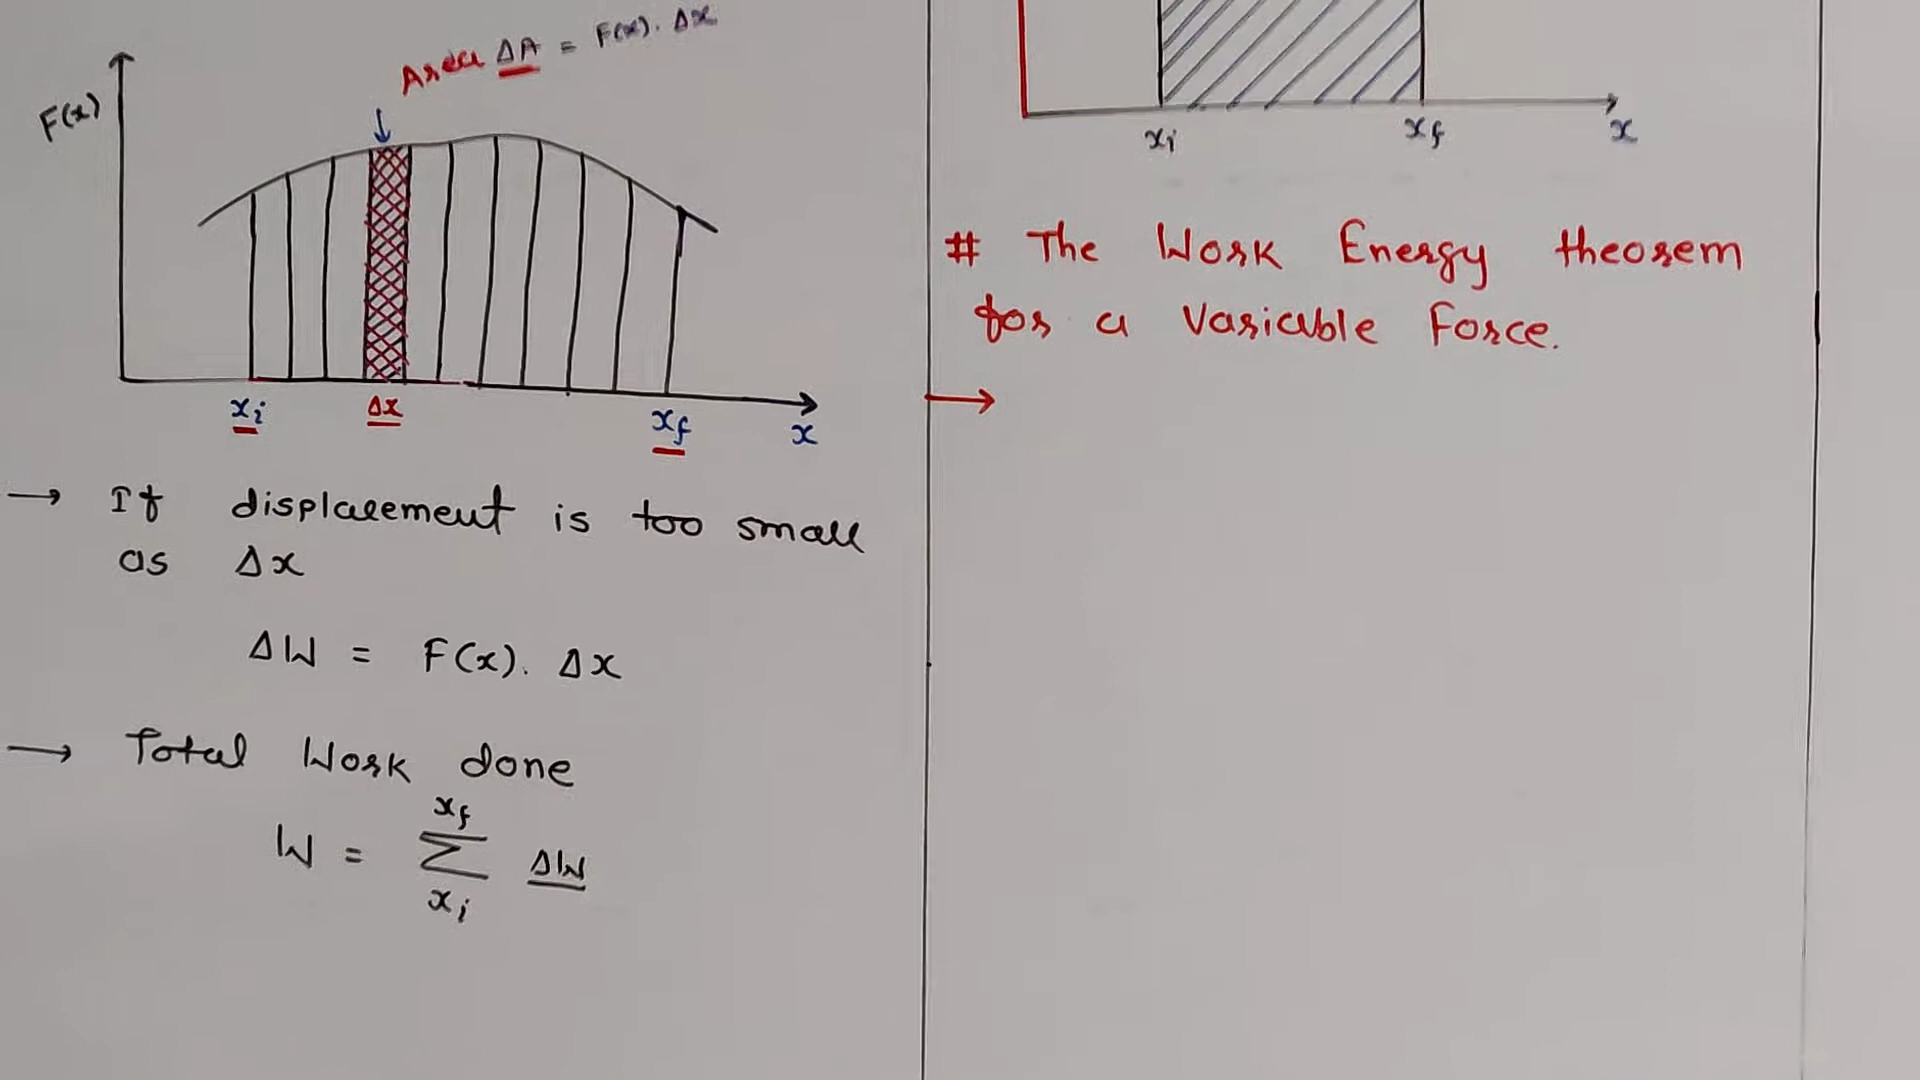 Area ΔA = F(x). Δx
F(x)
xi
Δx
xf
x
→ If displacement is too small
as Δx
ΔW = F(x). Δx
→ Total Work done
xf
W = Σ ΔW
xi
xi
xf
x
# The Work Energy theorem
for a Variable Force.
→